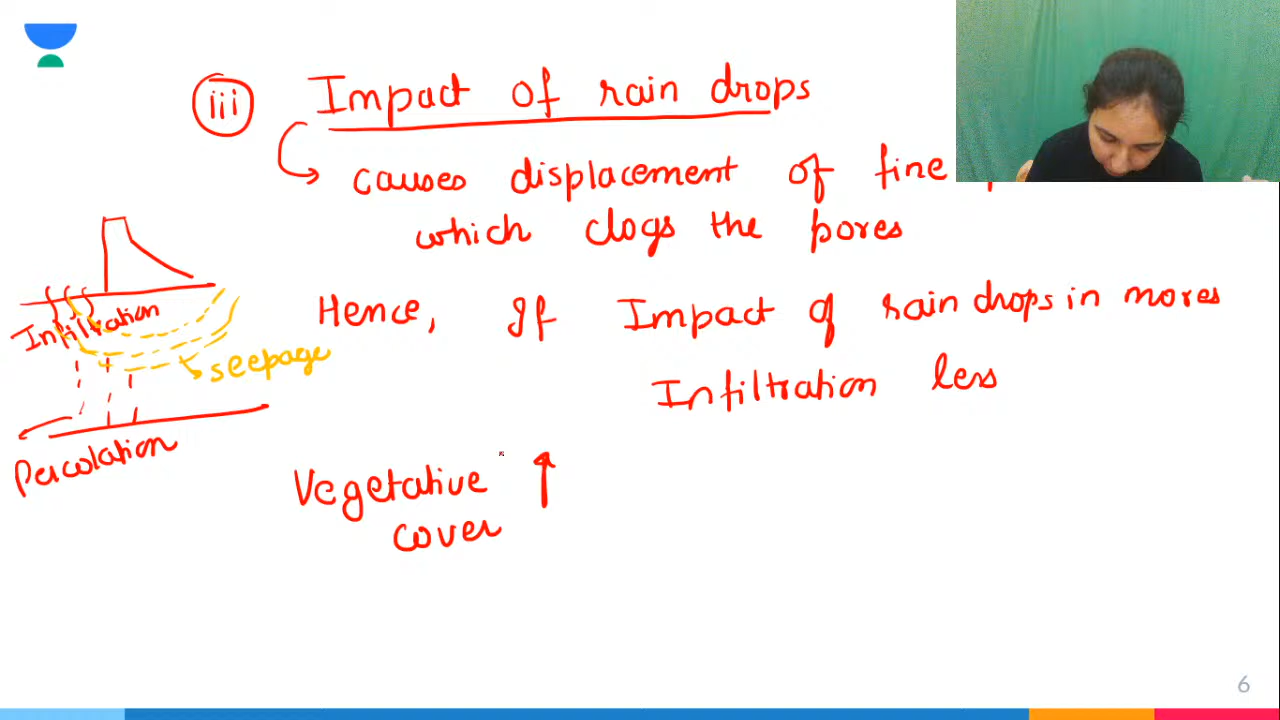 iii Impact of rain drops
causes displacement of fine
which clogs the pores
Hence, If Impact of rain drops in mores
Infiltration less
Infiltration
seepage
Percolation
Vegetative ↑
cover
6